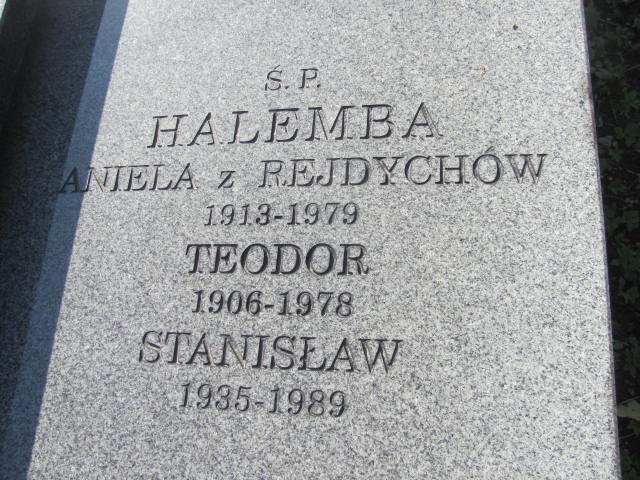 Ś. P.
HALEMBA
ANIELA z REJDYCHÓW
1913-1979
TEODOR
1906-1978
STANISŁAW
1935-1989